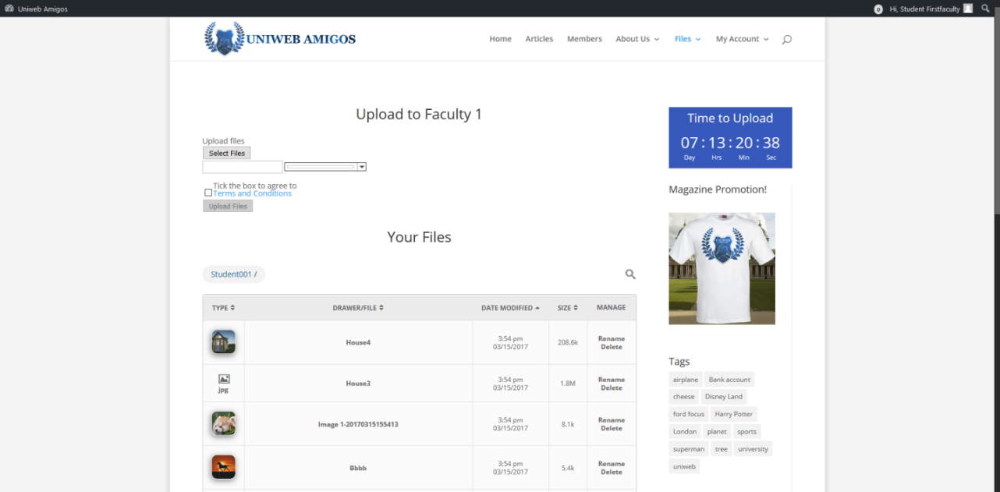 Uniweb Amigos
0 Hi, Student Firstfaculty
UNIWEB AMIGOS
Home Articles Members About Us Files My Account
Upload to Faculty 1
Upload files
Select Files
Tick the box to agree to
Terms and Conditions
Upload Files
Your Files
Student001 /
TYPE DRAWER/FILE DATE MODIFIED SIZE MANAGE
House4 3:54 pm 208.6k Rename
03/15/2017 Delete
jpg House3 3:54 pm 1.8M Rename
03/15/2017 Delete
Image 1-20170315155413 3:54 pm 8.1k Rename
03/15/2017 Delete
Bbbb 3:54 pm 5.4k Rename
03/15/2017 Delete
Time to Upload
07 : 13 : 20 : 38
Day Hrs Min Sec
Magazine Promotion!
Tags
airplane Bank account
cheese Disney Land
ford focus Harry Potter
London planet sports
superman tree university
uniweb